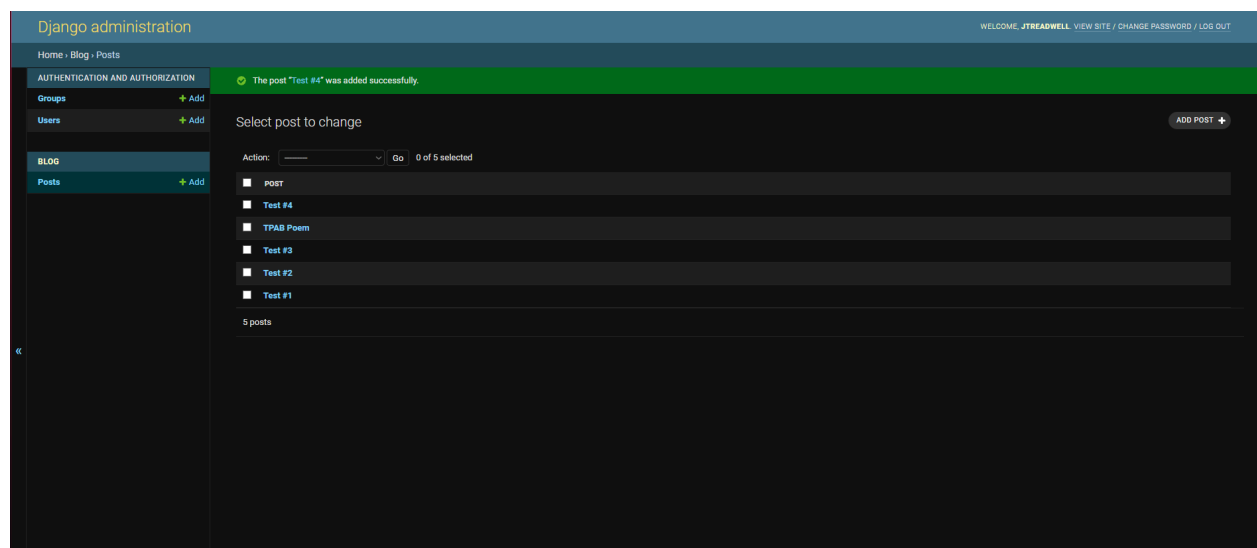 Django administration
WELCOME, JTREADWELL. VIEW SITE / CHANGE PASSWORD / LOG OUT
Home › Blog › Posts
AUTHENTICATION AND AUTHORIZATION
Groups + Add
Users + Add
BLOG
Posts + Add
«
The post “Test #4” was added successfully.
Select post to change
ADD POST +
Action: --------- Go 0 of 5 selected
POST
Test #4
TPAB Poem
Test #3
Test #2
Test #1
5 posts